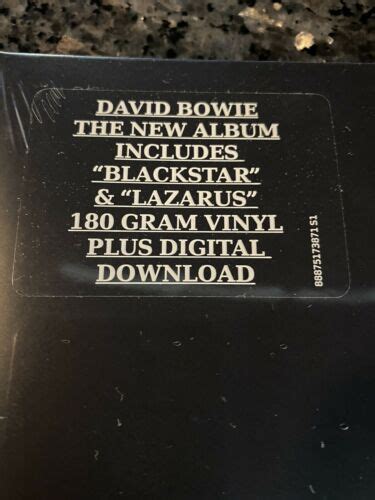 DAVID BOWIE
THE NEW ALBUM
INCLUDES
“BLACKSTAR”
& “LAZARUS”
180 GRAM VINYL
PLUS DIGITAL
DOWNLOAD
88875173871 S1